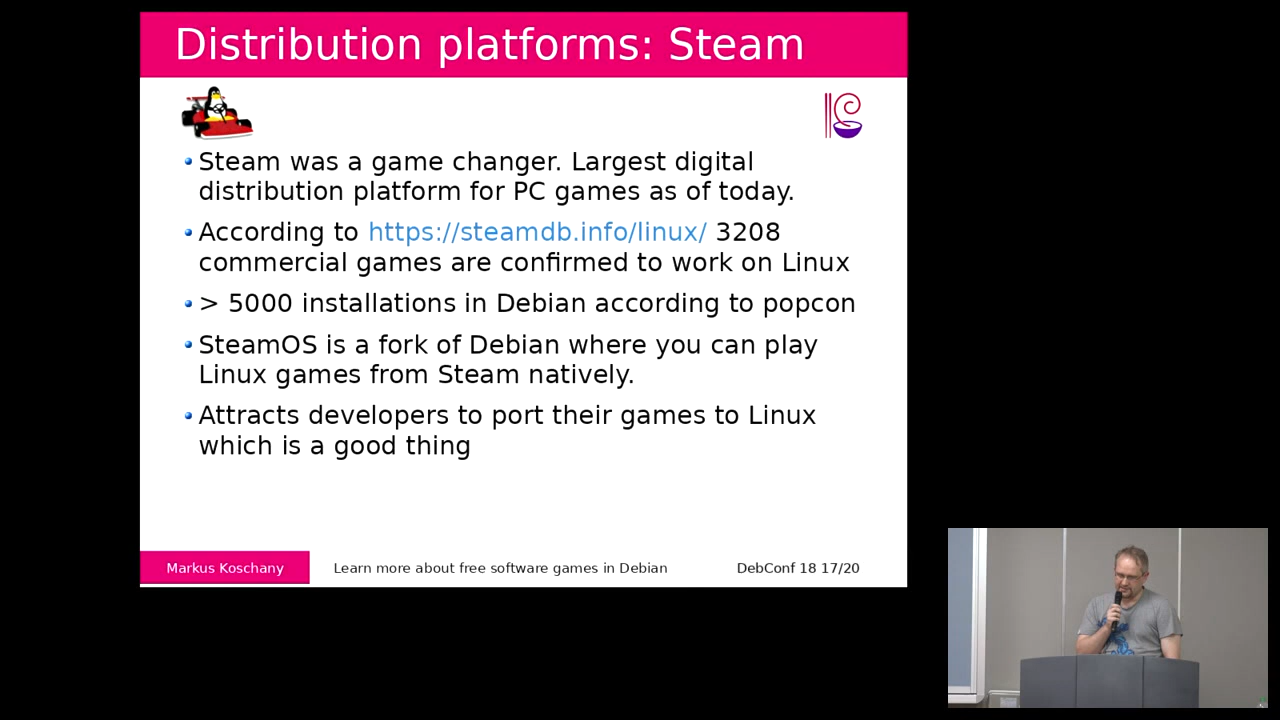 Distribution platforms: Steam
Steam was a game changer. Largest digital
distribution platform for PC games as of today.
According to https://steamdb.info/linux/ 3208
commercial games are confirmed to work on Linux
> 5000 installations in Debian according to popcon
SteamOS is a fork of Debian where you can play
Linux games from Steam natively.
Attracts developers to port their games to Linux
which is a good thing
Markus Koschany
Learn more about free software games in Debian
DebConf 18 17/20